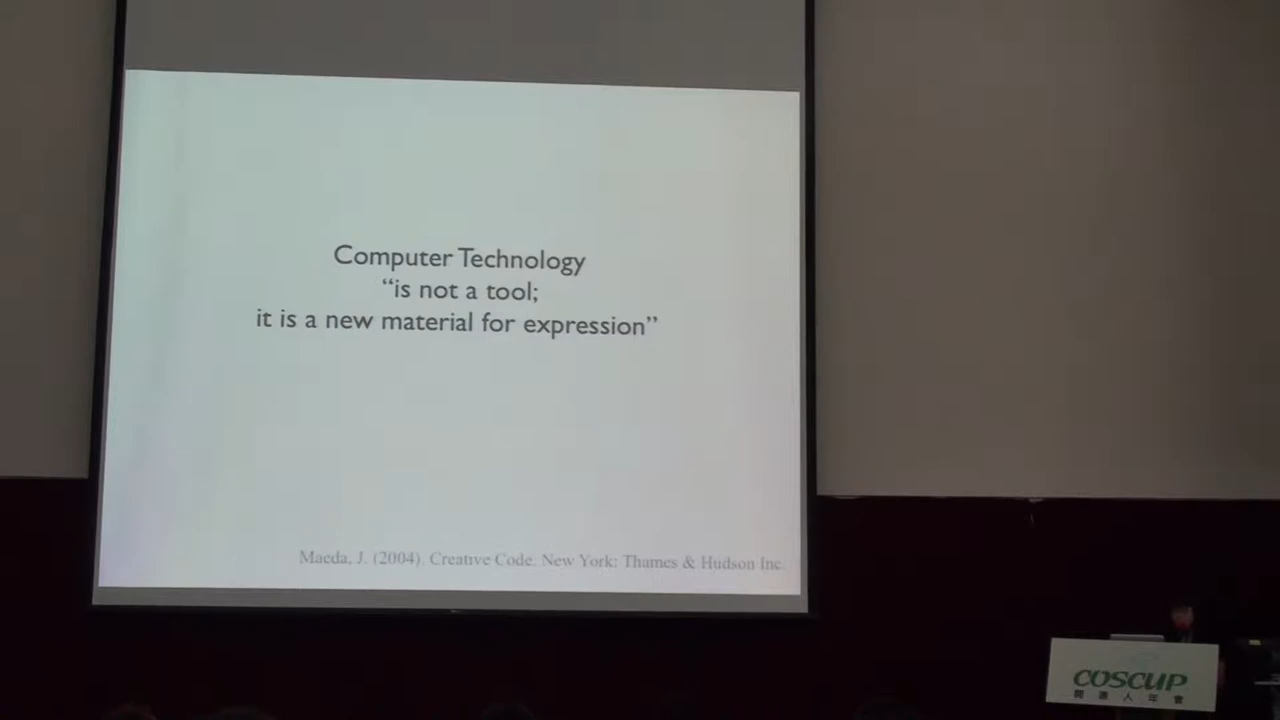 Computer Technology
“is not a tool;
it is a new material for expression”
Maeda, J. (2004). Creative Code. New York: Thames & Hudson Inc.
COSCUP
開源人年會